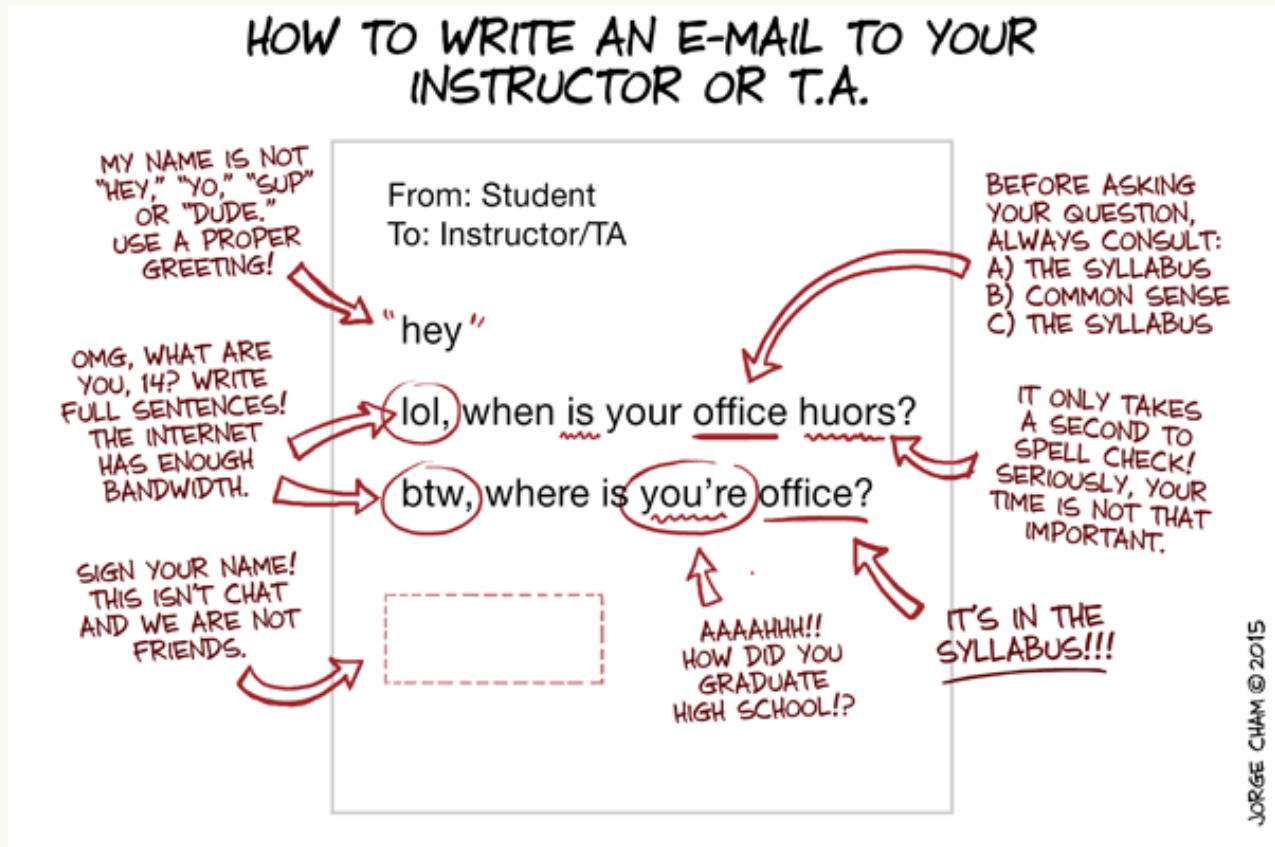 HOW TO WRITE AN E-MAIL TO YOUR
INSTRUCTOR OR T.A.
MY NAME IS NOT
"HEY," "YO," "SUP"
OR "DUDE."
USE A PROPER
GREETING!
OMG, WHAT ARE
YOU, 14? WRITE
FULL SENTENCES!
THE INTERNET
HAS ENOUGH
BANDWIDTH.
SIGN YOUR NAME!
THIS ISN'T CHAT
AND WE ARE NOT
FRIENDS.
From: Student
To: Instructor/TA
"hey"
lol, when is your office huors?
btw, where is you're office?
AAAAHHH!!
HOW DID YOU
GRADUATE
HIGH SCHOOL!?
BEFORE ASKING
YOUR QUESTION,
ALWAYS CONSULT:
A) THE SYLLABUS
B) COMMON SENSE
C) THE SYLLABUS
IT ONLY TAKES
A SECOND TO
SPELL CHECK!
SERIOUSLY, YOUR
TIME IS NOT THAT
IMPORTANT.
IT'S IN THE
SYLLABUS!!!
JORGE CHAM © 2015